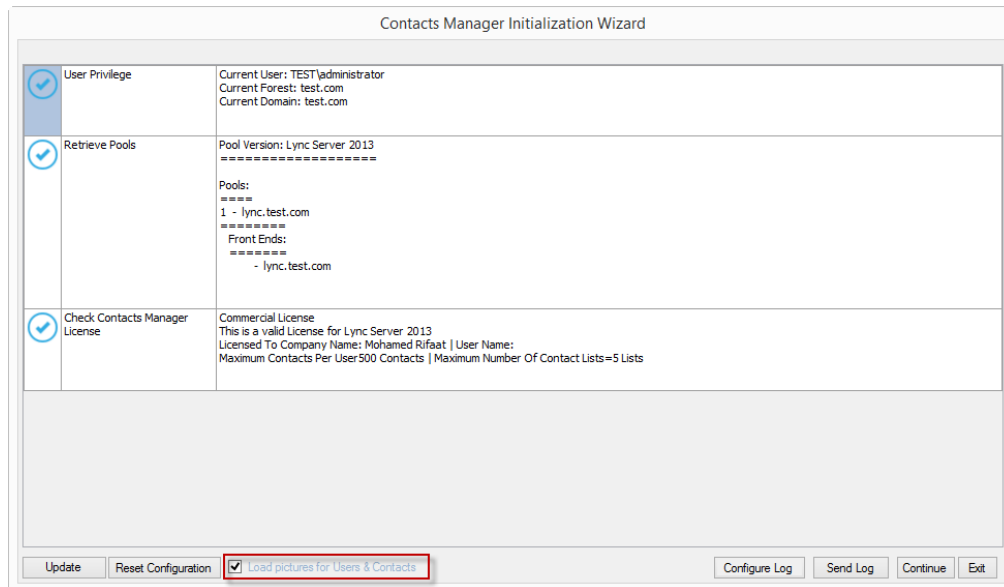 Contacts Manager Initialization Wizard
User Privilege
Current User: TEST\administrator
Current Forest: test.com
Current Domain: test.com
Retrieve Pools
Pool Version: Lync Server 2013
===================
Pools:
====
1 - lync.test.com
========
Front Ends:
=======
- lync.test.com
Check Contacts Manager
License
Commercial License
This is a valid License for Lync Server 2013
Licensed To Company Name: Mohamed Rifaat | User Name:
Maximum Contacts Per User500 Contacts | Maximum Number Of Contact Lists=5 Lists
Update
Reset Configuration
Load pictures for Users & Contacts
Configure Log
Send Log
Continue
Exit